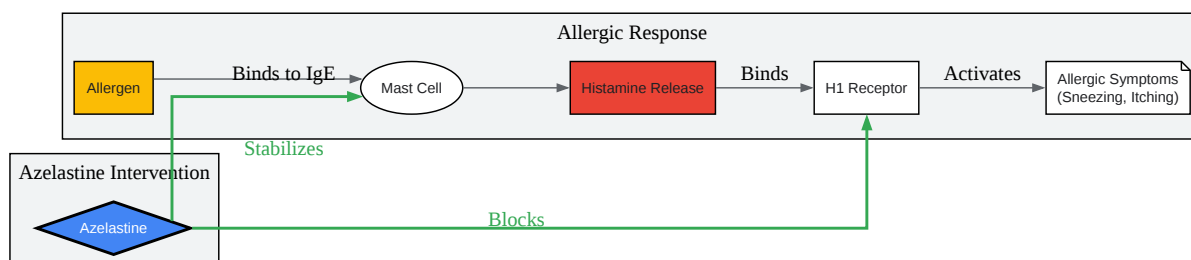 Allergic Response
Allergen
Binds to IgE
Mast Cell
Histamine Release
Binds
H1 Receptor
Activates
Allergic Symptoms
(Sneezing, Itching)
Stabilizes
Azelastine Intervention
Azelastine
Blocks